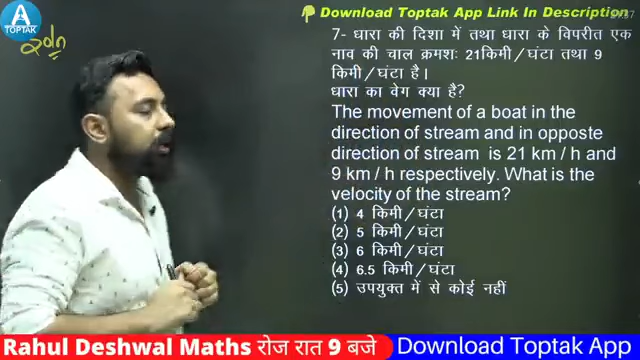 A
TOPTAK
Soln
Download Toptak App Link In Description
7- धारा की दिशा में तथा धारा के विपरीत एक
नाव की चाल क्रमशः 21किमी/घंटा तथा 9
किमी/घंटा है।
धारा का वेग क्या है?
The movement of a boat in the
direction of stream and in opposte
direction of stream is 21 km / h and
9 km / h respectively. What is the
velocity of the stream?
(1) 4 किमी/घंटा
(2) 5 किमी/घंटा
(3) 6 किमी/घंटा
(4) 6.5 किमी/घंटा
(5) उपयुक्त में से कोई नहीं
Rahul Deshwal Maths रोज रात 9 बजे
Download Toptak App